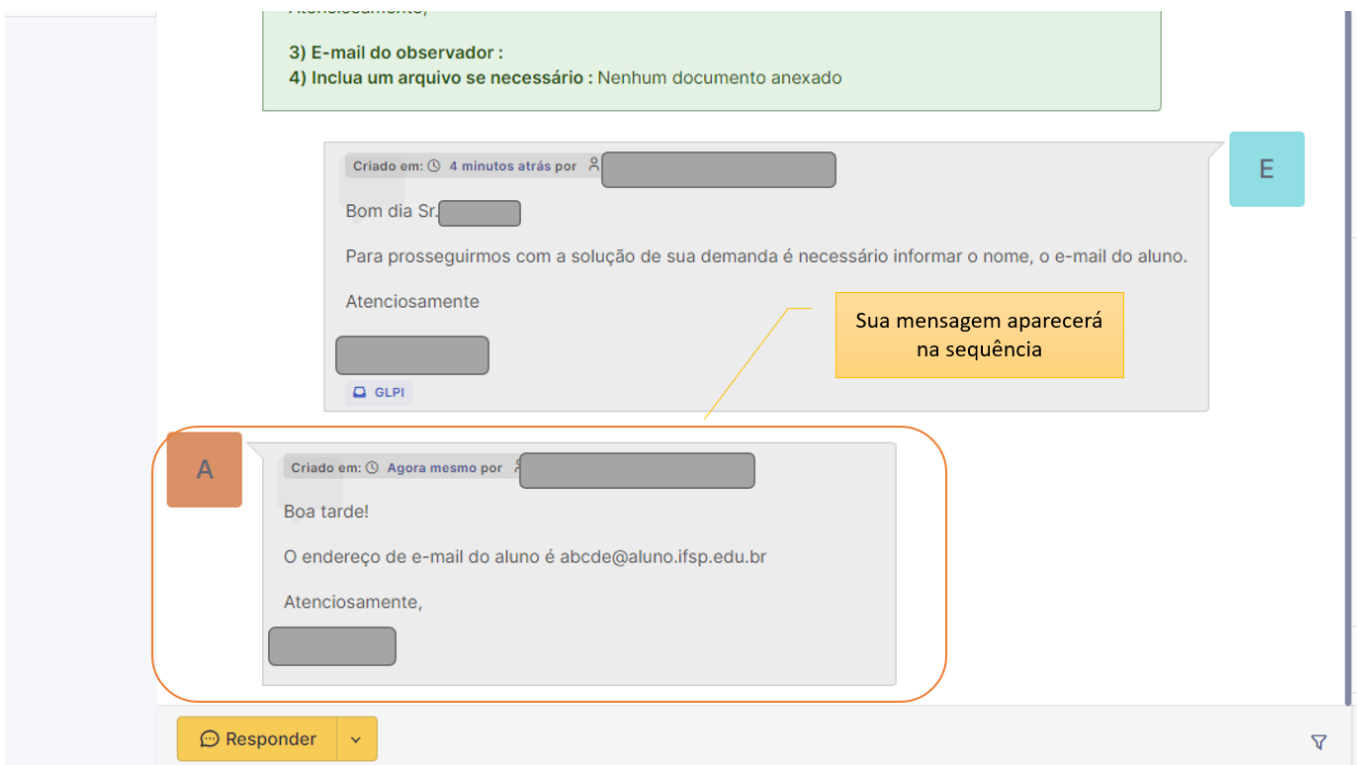 3) E-mail do observador :
4) Inclua um arquivo se necessário : Nenhum documento anexado
Criado em: 4 minutos atrás por
E
Bom dia Sr.
Para prosseguirmos com a solução de sua demanda é necessário informar o nome, o e-mail do aluno.
Atenciosamente
Sua mensagem aparecerá
na sequência
GLPI
A
Criado em: Agora mesmo por
Boa tarde!
O endereço de e-mail do aluno é abcde@aluno.ifsp.edu.br
Atenciosamente,
Responder